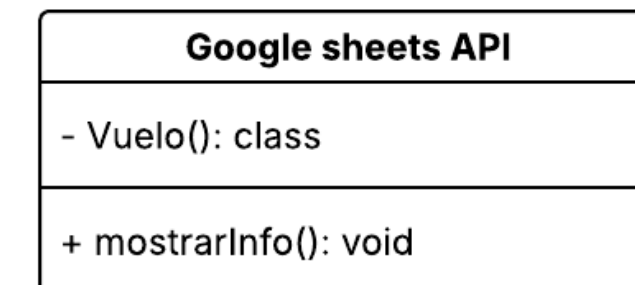 Google sheets API
- Vuelo(): class
+ mostrarInfo(): void